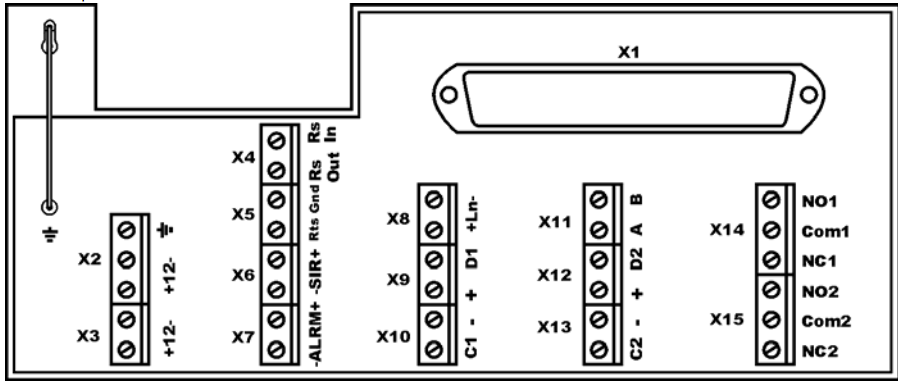 X1
X4
Rs In
Rs Out
X5
Gnd
Rts
X6
-SIR+
X7
-ALRM+
X2
+12-
X3
+12-
X8
+Ln-
X9
D1
+
X10
-
C1
X11
B
A
X12
D2
+
X13
-
C2
X14
NO1
Com1
NC1
X15
NO2
Com2
NC2